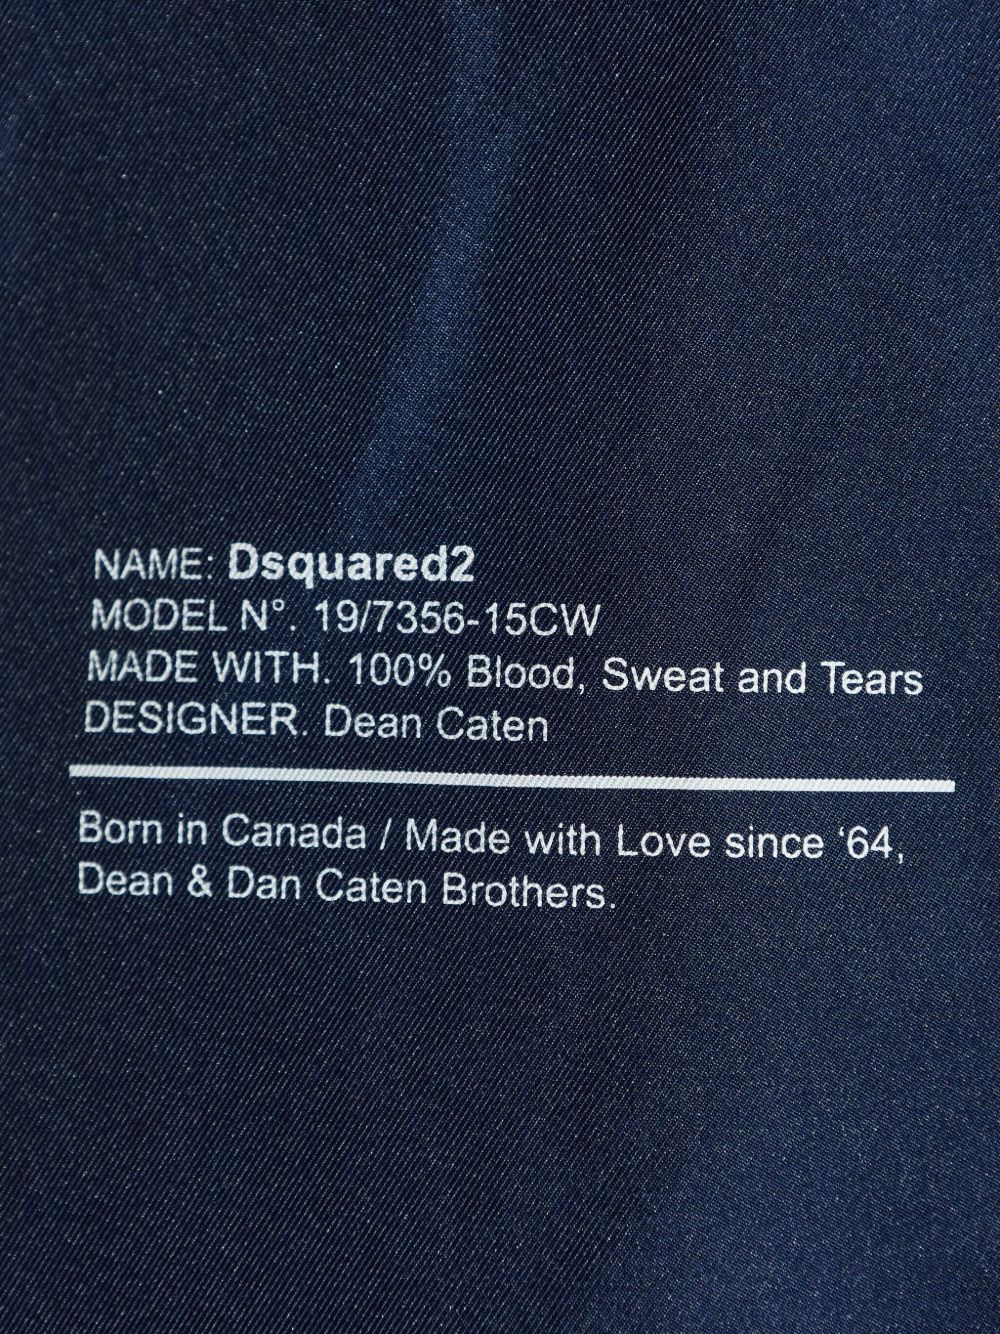 NAME: Dsquared2
MODEL N°. 19/7356-15CW
MADE WITH. 100% Blood, Sweat and Tears
DESIGNER. Dean Caten
Born in Canada / Made with Love since ‘64,
Dean & Dan Caten Brothers.